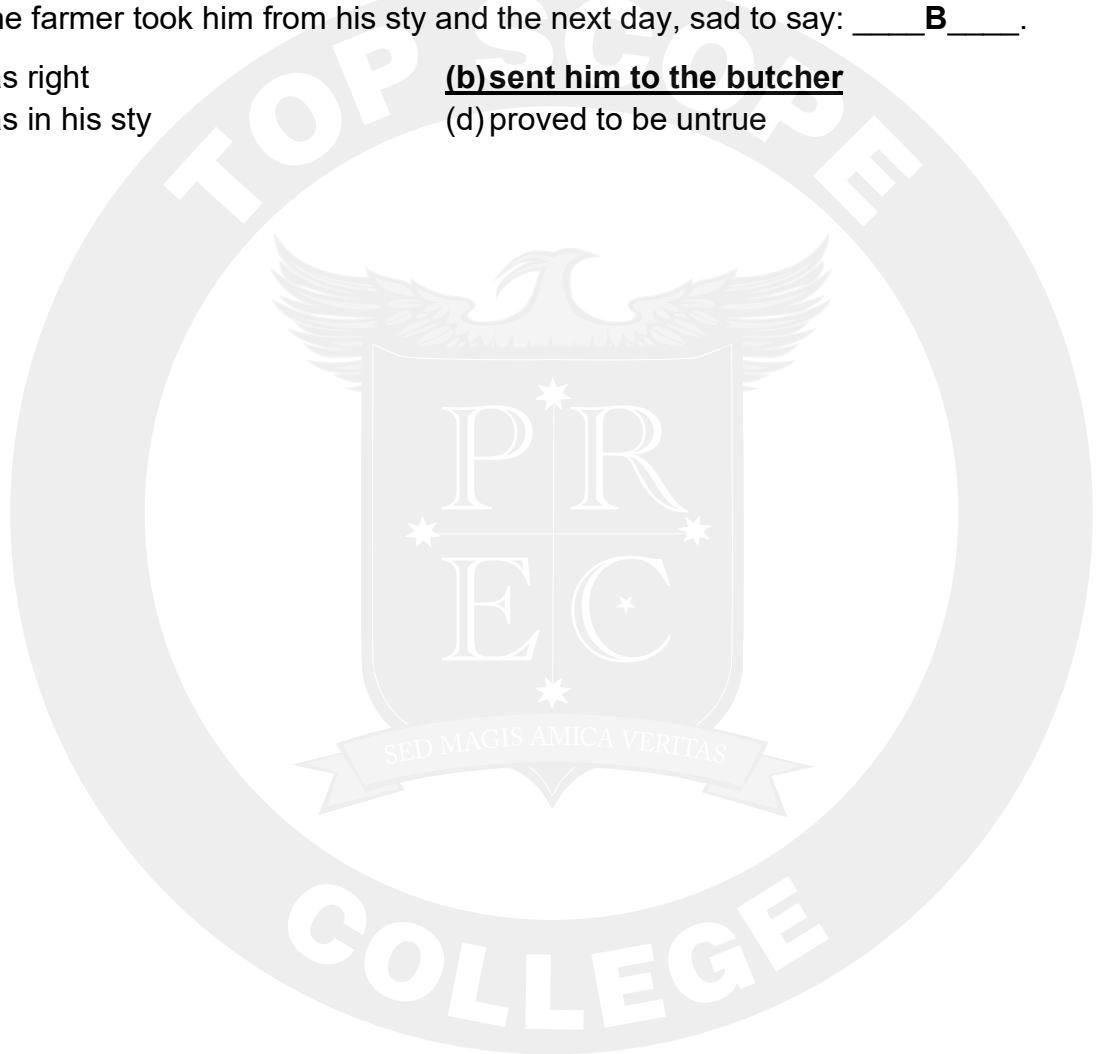 he farmer took him from his sty and the next day, sad to say: ____B____.
s right (b) sent him to the butcher
s in his sty (d) proved to be untrue
TOP SCOPE
P R
E C
SED MAGIS AMICA VERITAS
COLLEGE